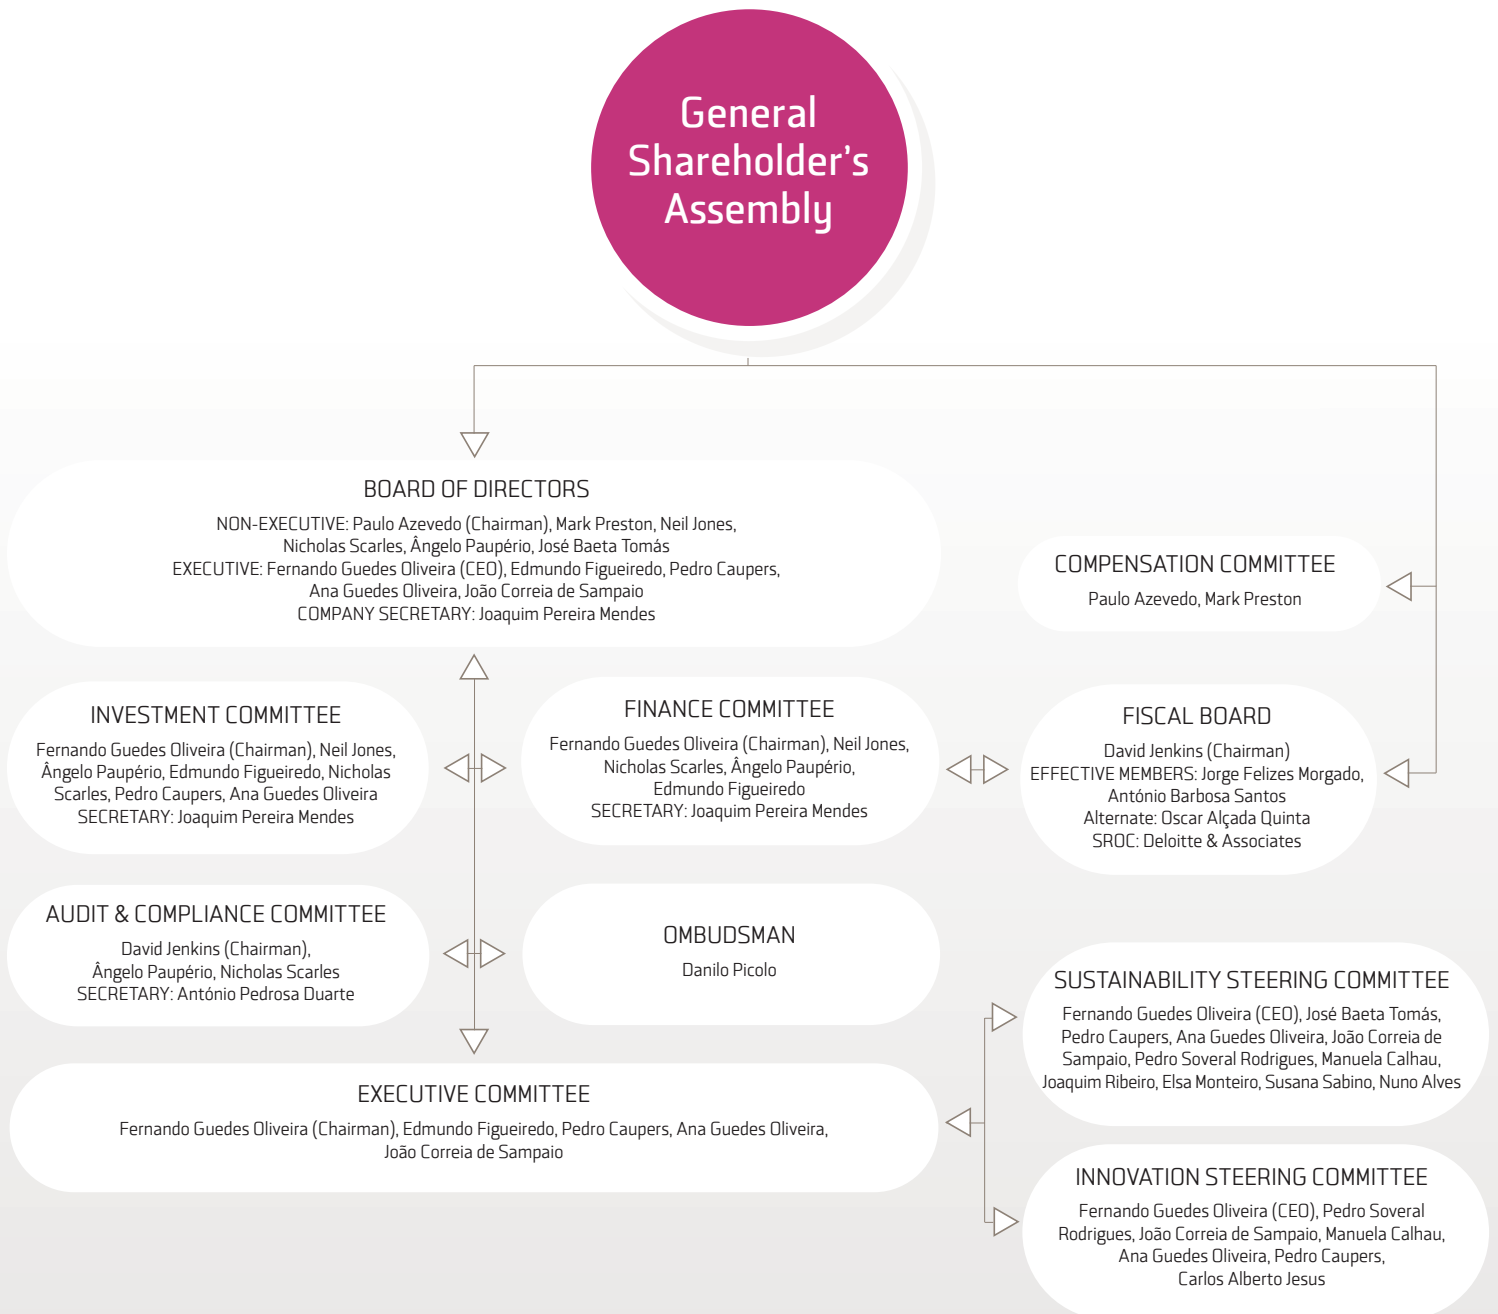 General
Shareholder's
Assembly
BOARD OF DIRECTORS
NON-EXECUTIVE: Paulo Azevedo (Chairman), Mark Preston, Neil Jones,
Nicholas Scarles, Ângelo Paupério, José Baeta Tomás
EXECUTIVE: Fernando Guedes Oliveira (CEO), Edmundo Figueiredo, Pedro Caupers,
Ana Guedes Oliveira, João Correia de Sampaio
COMPANY SECRETARY: Joaquim Pereira Mendes
COMPENSATION COMMITTEE
Paulo Azevedo, Mark Preston
INVESTMENT COMMITTEE
Fernando Guedes Oliveira (Chairman), Neil Jones,
Ângelo Paupério, Edmundo Figueiredo, Nicholas
Scarles, Pedro Caupers, Ana Guedes Oliveira
SECRETARY: Joaquim Pereira Mendes
FINANCE COMMITTEE
Fernando Guedes Oliveira (Chairman), Neil Jones,
Nicholas Scarles, Ângelo Paupério,
Edmundo Figueiredo
SECRETARY: Joaquim Pereira Mendes
FISCAL BOARD
David Jenkins (Chairman)
EFFECTIVE MEMBERS: Jorge Felizes Morgado,
António Barbosa Santos
Alternate: Oscar Alçada Quinta
SROC: Deloitte & Associates
AUDIT & COMPLIANCE COMMITTEE
David Jenkins (Chairman),
Ângelo Paupério, Nicholas Scarles
SECRETARY: António Pedrosa Duarte
OMBUDSMAN
Danilo Picolo
SUSTAINABILITY STEERING COMMITTEE
Fernando Guedes Oliveira (CEO), José Baeta Tomás,
Pedro Caupers, Ana Guedes Oliveira, João Correia de
Sampaio, Pedro Soveral Rodrigues, Manuela Calhau,
Joaquim Ribeiro, Elsa Monteiro, Susana Sabino, Nuno Alves
EXECUTIVE COMMITTEE
Fernando Guedes Oliveira (Chairman), Edmundo Figueiredo, Pedro Caupers, Ana Guedes Oliveira,
João Correia de Sampaio
INNOVATION STEERING COMMITTEE
Fernando Guedes Oliveira (CEO), Pedro Soveral
Rodrigues, João Correia de Sampaio, Manuela Calhau,
Ana Guedes Oliveira, Pedro Caupers,
Carlos Alberto Jesus